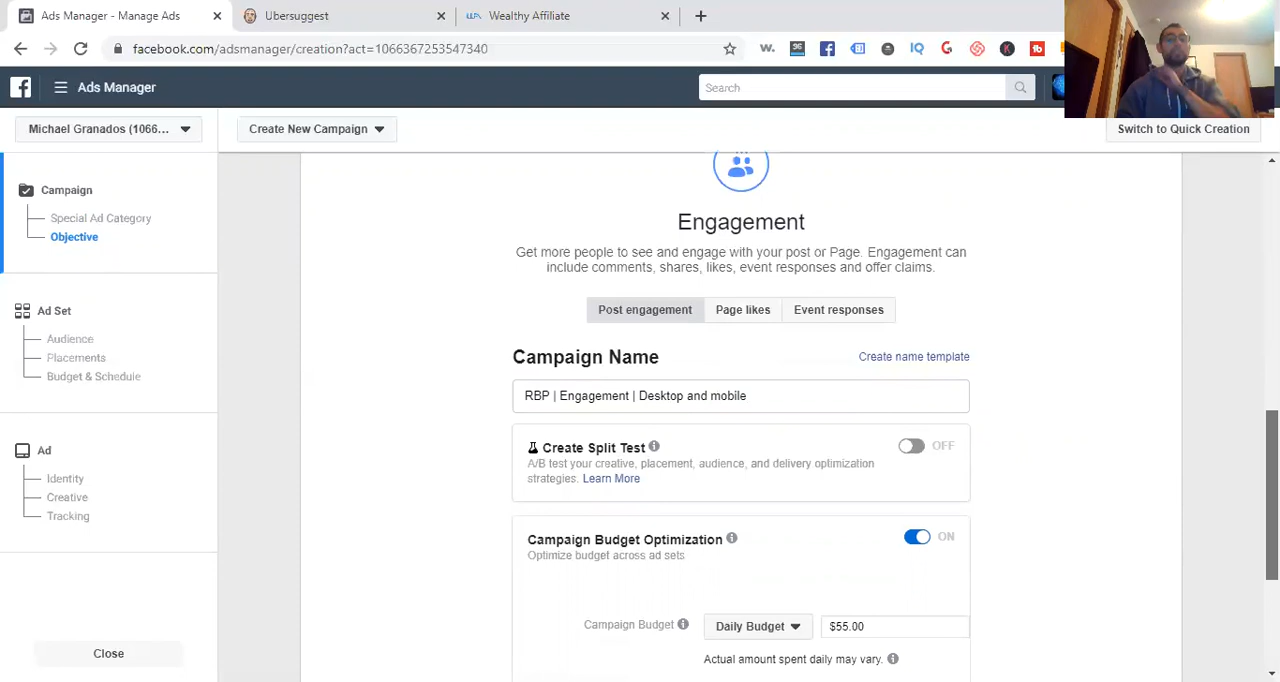 Ads Manager - Manage Ads
Ubersuggest
Wealthy Affiliate
facebook.com/adsmanager/creation?act=1066367253547340
Ads Manager
Search
Michael Granados (1066...
Create New Campaign
Switch to Quick Creation
Campaign
Special Ad Category
Objective
Ad Set
Audience
Placements
Budget & Schedule
Ad
Identity
Creative
Tracking
Close
Engagement
Get more people to see and engage with your post or Page. Engagement can
include comments, shares, likes, event responses and offer claims.
Post engagement
Page likes
Event responses
Campaign Name
Create name template
RBP | Engagement | Desktop and mobile
Create Split Test
OFF
A/B test your creative, placement, audience, and delivery optimization
strategies. Learn More
Campaign Budget Optimization
ON
Optimize budget across ad sets
Campaign Budget
Daily Budget
$55.00
Actual amount spent daily may vary.